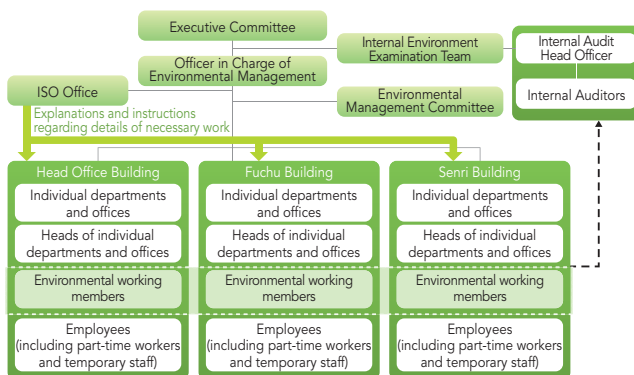 Executive Committee
Internal Environment
Examination Team
Internal Audit
Head Officer
Officer in Charge of
Environmental Management
ISO Office
Environmental
Management Committee
Internal Auditors
Explanations and instructions
regarding details of necessary work
Head Office Building
Individual departments
and offices
Heads of individual
departments and offices
Environmental working
members
Employees
(including part-time workers
and temporary staff)
Fuchu Building
Individual departments
and offices
Heads of individual
departments and offices
Environmental working
members
Employees
(including part-time workers
and temporary staff)
Senri Building
Individual departments
and offices
Heads of individual
departments and offices
Environmental working
members
Employees
(including part-time workers
and temporary staff)